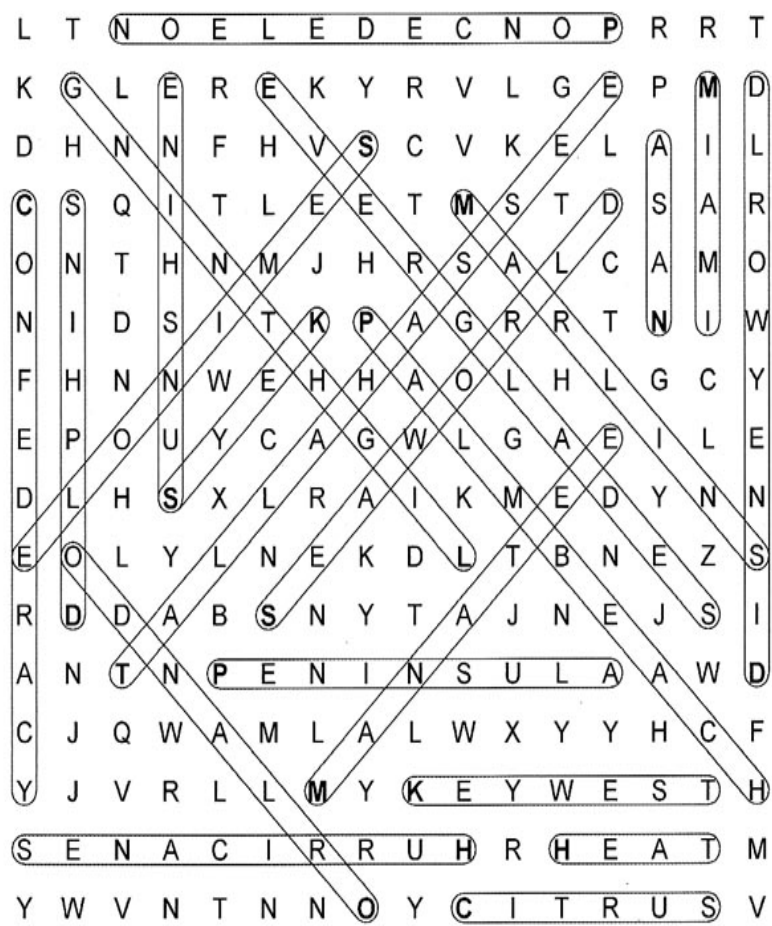 L T N O E L E D E C N O P R R T
K G L E R E K Y R V L G E P M D
D H N N F H V S C V K E L A I L
C S Q I T L E E T M S T D S A R
O N T H N M J H R S A L C A M O
N I D S I T K P A G R R T N I W
F H N N W E H H A O L H L G C Y
E P O U Y C A G W L G A E I L E
D L H S X L R A I K M E D Y N N
E O L Y L N E K D L T B N E Z S
R D D A B S N Y T A J N E J S I
A N T N P E N I N S U L A A W D
C J Q W A M L A L W X Y Y H C F
Y J V R L L M Y K E Y W E S T H
S E N A C I R R U H R H E A T M
Y W V N T N N O Y C I T R U S V